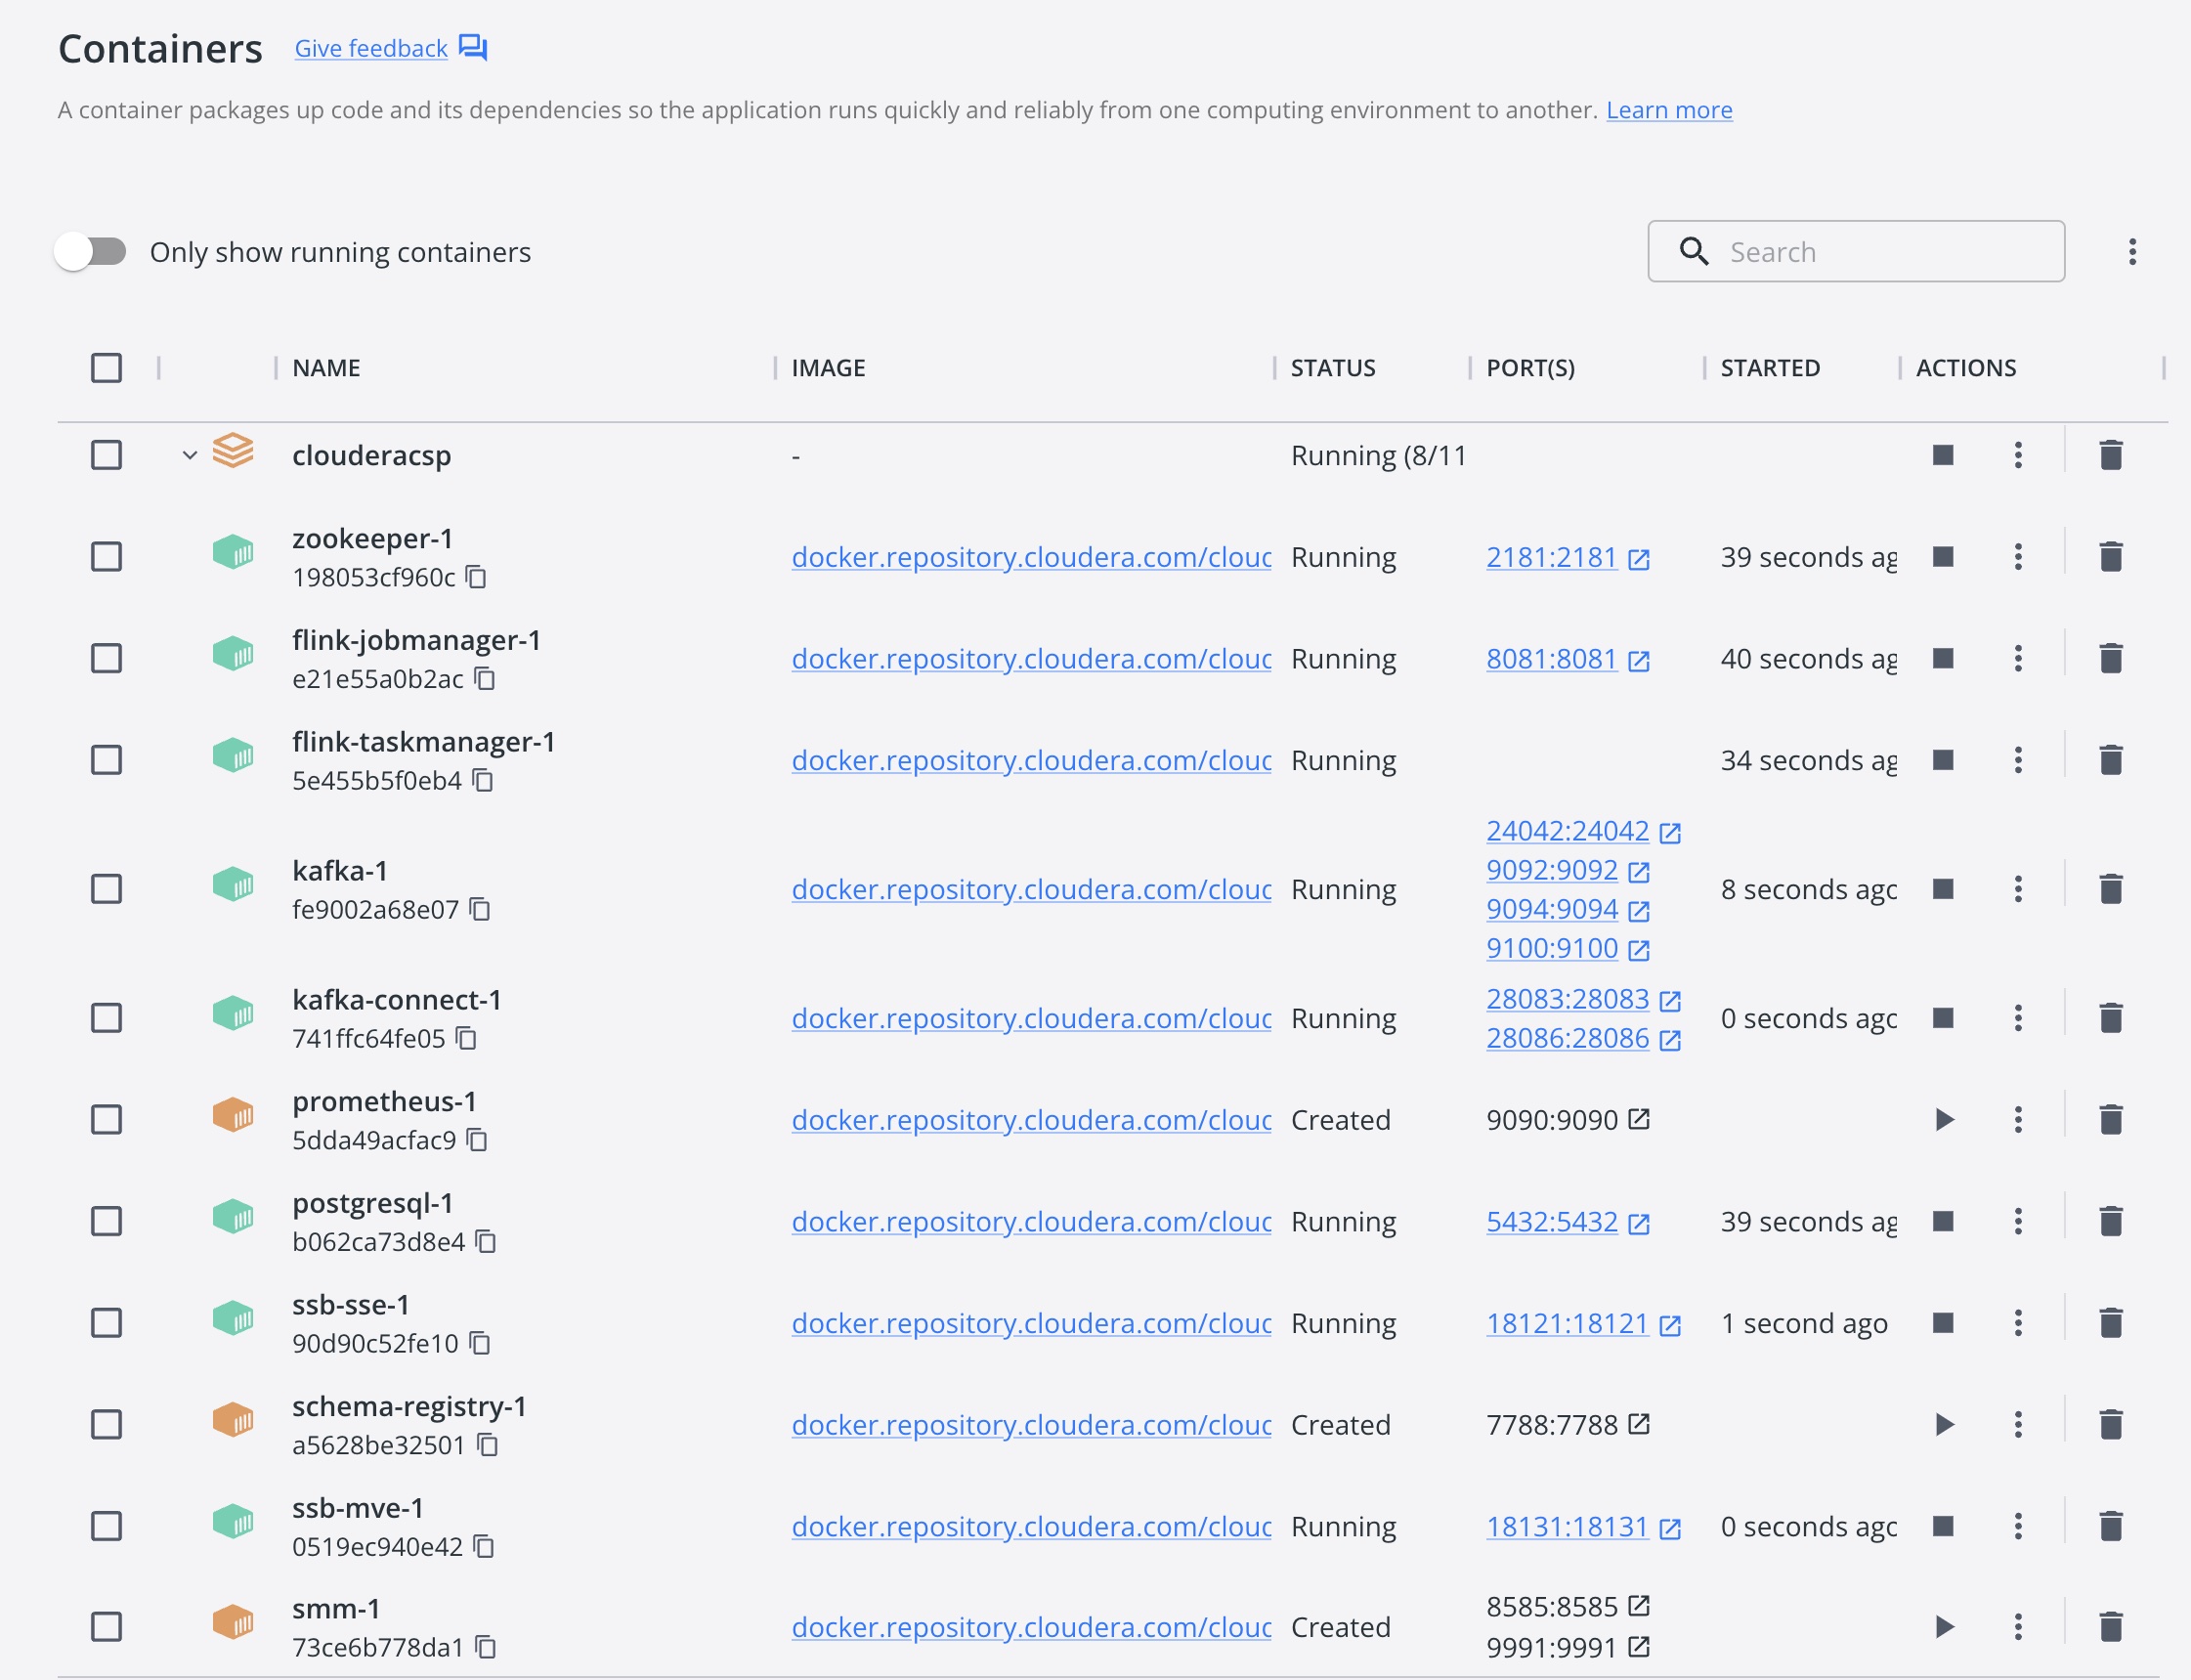 Containers Give feedback
A container packages up code and its dependencies so the application runs quickly and reliably from one computing environment to another. Learn more
Only show running containers
Search
NAME IMAGE STATUS PORT(S) STARTED ACTIONS
clouderacsp - Running (8/11
zookeeper-1
198053cf960c
docker.repository.cloudera.com/clouc Running 2181:2181 39 seconds ag
flink-jobmanager-1
e21e55a0b2ac
docker.repository.cloudera.com/clouc Running 8081:8081 40 seconds ag
flink-taskmanager-1
5e455b5f0eb4
docker.repository.cloudera.com/clouc Running 34 seconds ag
kafka-1
fe9002a68e07
docker.repository.cloudera.com/clouc Running
24042:24042
9092:9092
9094:9094
9100:9100
8 seconds ago
kafka-connect-1
741ffc64fe05
docker.repository.cloudera.com/clouc Running
28083:28083
28086:28086
0 seconds ago
prometheus-1
5dda49acfac9
docker.repository.cloudera.com/clouc Created 9090:9090
postgresql-1
b062ca73d8e4
docker.repository.cloudera.com/clouc Running 5432:5432 39 seconds ag
ssb-sse-1
90d90c52fe10
docker.repository.cloudera.com/clouc Running 18121:18121 1 second ago
schema-registry-1
a5628be32501
docker.repository.cloudera.com/clouc Created 7788:7788
ssb-mve-1
0519ec940e42
docker.repository.cloudera.com/clouc Running 18131:18131 0 seconds ago
smm-1
73ce6b778da1
docker.repository.cloudera.com/clouc Created
8585:8585
9991:9991